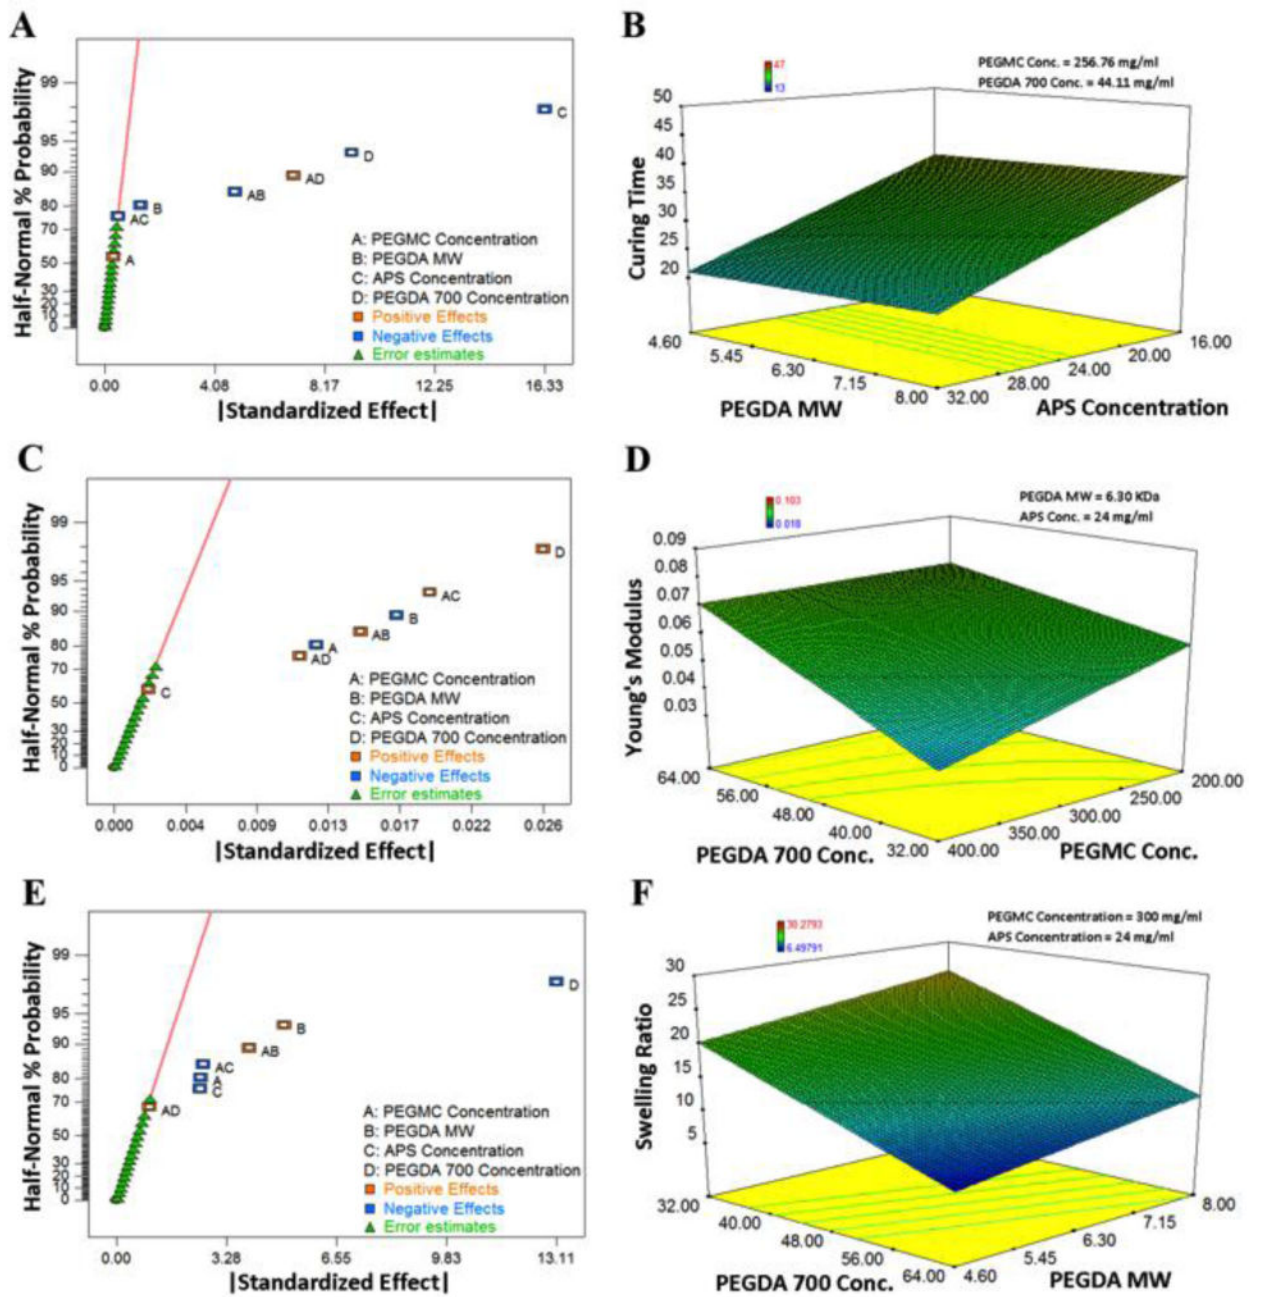 A
Half-Normal % Probability
99
95
90
80
70
50
30
20
10
0
C
D
AD
AB
B
AC
A
A: PEGMC Concentration
B: PEGDA MW
C: APS Concentration
D: PEGDA 700 Concentration
Positive Effects
Negative Effects
Error estimates
0.00 4.08 8.17 12.25 16.33
|Standardized Effect|
B
47
13
PEGMC Conc. = 256.76 mg/ml
PEGDA 700 Conc. = 44.11 mg/ml
Curing Time
50
45
40
35
30
25
20
4.60 5.45 6.30 7.15 8.00
32.00 28.00 24.00 20.00 16.00
PEGDA MW
APS Concentration
C
Half-Normal % Probability
99
95
90
80
70
50
30
20
10
0
D
AC
B
AB
A
AD
C
A: PEGMC Concentration
B: PEGDA MW
C: APS Concentration
D: PEGDA 700 Concentration
Positive Effects
Negative Effects
Error estimates
0.000 0.004 0.009 0.013 0.017 0.022 0.026
|Standardized Effect|
D
0.103
0.018
PEGDA MW = 6.30 KDa
APS Conc. = 24 mg/ml
Young's Modulus
0.09
0.08
0.07
0.06
0.05
0.04
0.03
64.00 56.00 48.00 40.00 32.00
400.00 350.00 300.00 250.00 200.00
PEGDA 700 Conc.
PEGMC Conc.
E
Half-Normal % Probability
99
95
90
80
70
50
30
20
10
0
D
B
AB
AC
A
C
AD
A: PEGMC Concentration
B: PEGDA MW
C: APS Concentration
D: PEGDA 700 Concentration
Positive Effects
Negative Effects
Error estimates
0.00 3.28 6.55 9.83 13.11
|Standardized Effect|
F
30.2793
6.49791
PEGMC Concentration = 300 mg/ml
APS Concentration = 24 mg/ml
Swelling Ratio
30
25
20
15
10
5
32.00 40.00 48.00 56.00 64.00
4.60 5.45 6.30 7.15 8.00
PEGDA 700 Conc.
PEGDA MW